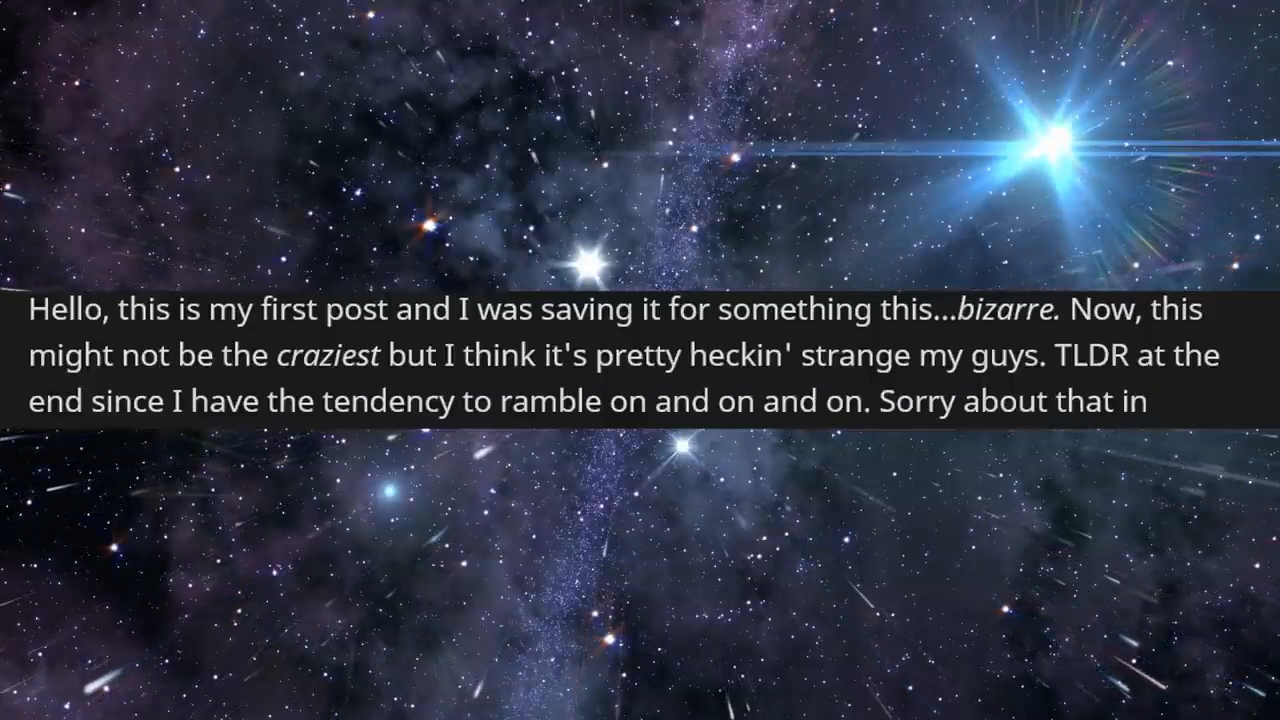 Hello, this is my first post and I was saving it for something this...bizarre. Now, this
might not be the craziest but I think it's pretty heckin' strange my guys. TLDR at the
end since I have the tendency to ramble on and on and on. Sorry about that in